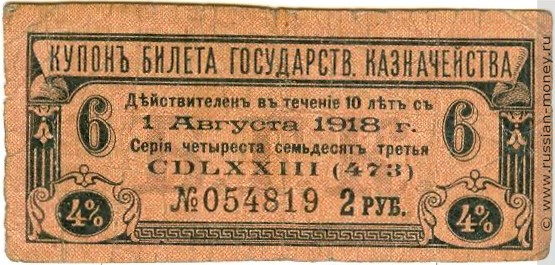 КУПОНЪ БИЛЕТА ГОСУДАРСТВ. КАЗНАЧЕЙСТВА
Дѣйствителенъ въ теченіе 10 лѣтъ съ
6 1 Августа 1918 г. 6
Серія четыреста семьдесятъ третья
CDLXXIII (473)
4% №054819 2 РУБ. 4%
© www.russian-money.ru